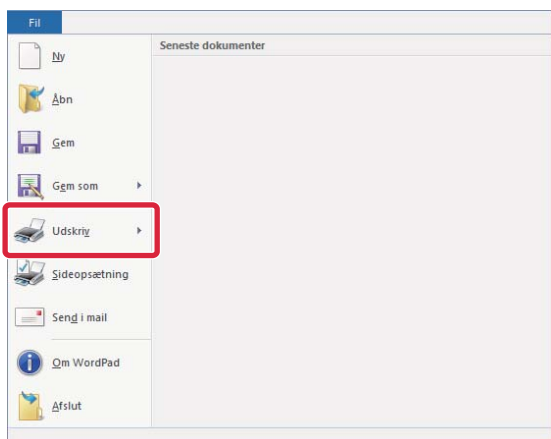 Fil
Seneste dokumenter
Ny
Åbn
Gem
Gem som
Udskriv
Sideopsætning
Send i mail
Om WordPad
Afslut